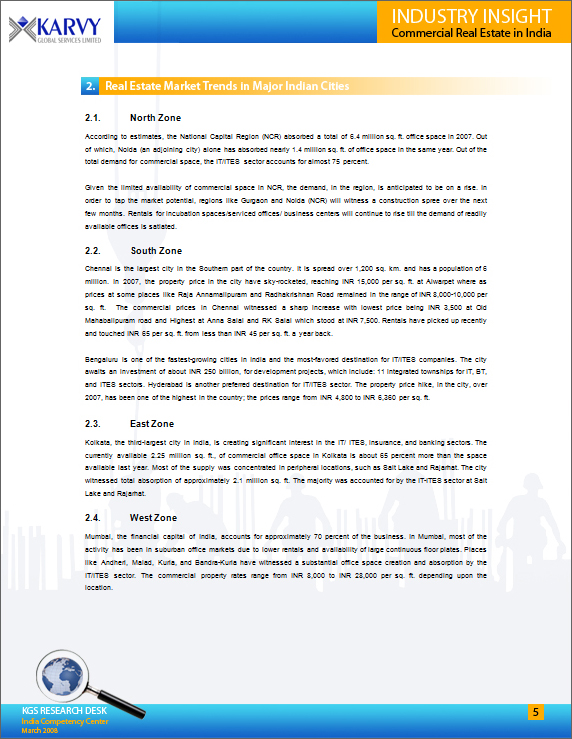 KARVY
GLOBAL SERVICES LIMITED
INDUSTRY INSIGHT
Commercial Real Estate in India
2. Real Estate Market Trends in Major Indian Cities
2.1. North Zone
According to estimates, the National Capital Region (NCR) absorbed a total of 6.4 million sq. ft. office space in 2007. Out
of which, Noida (an adjoining city) alone has absorbed nearly 1.4 million sq. ft. of office space in the same year. Out of the
total demand for commercial space, the IT/ITES sector accounts for almost 75 percent.
Given the limited availability of commercial space in NCR, the demand, in the region, is anticipated to be on a rise. In
order to tap the market potential, regions like Gurgaon and Noida (NCR) will witness a construction spree over the next
few months. Rentals for incubation spaces/serviced offices/ business centers will continue to rise till the demand of readily
available offices is satiated.
2.2. South Zone
Chennai is the largest city in the Southern part of the country. It is spread over 1,200 sq. km. and has a population of 6
million. In 2007, the property price in the city have sky-rocketed, reaching INR 15,000 per sq. ft. at Alwarpet where as
prices at some places like Raja Annamalipuram and Radhakrishnan Road remained in the range of INR 8,000-10,000 per
sq. ft. The commercial prices in Chennai witnessed a sharp increase with lowest price being INR 3,500 at Old
Mahabalipuram road and Highest at Anna Salai and RK Salai which stood at INR 7,500. Rentals have picked up recently
and touched INR 65 per sq. ft. from less than INR 45 per sq. ft. a year back.
Bengaluru is one of the fastest-growing cities in India and the most-favored destination for IT/ITES companies. The city
awaits an investment of about INR 250 billion, for development projects, which include: 11 integrated townships for IT, BT,
and ITES sectors. Hyderabad is another preferred destination for IT/ITES sector. The property price hike, in the city, over
2007, has been one of the highest in the country; the prices range from INR 4,800 to INR 6,360 per sq. ft.
2.3. East Zone
Kolkata, the third-largest city in India, is creating significant interest in the IT/ ITES, insurance, and banking sectors. The
currently available 2.25 million sq. ft., of commercial office space in Kolkata is about 65 percent more than the space
available last year. Most of the supply was concentrated in peripheral locations, such as Salt Lake and Rajarhat. The city
witnessed total absorption of approximately 2.1 million sq. ft. The majority was accounted for by the IT-ITES sector at Salt
Lake and Rajarhat.
2.4. West Zone
Mumbai, the financial capital of India, accounts for approximately 70 percent of the business. In Mumbai, most of the
activity has been in suburban office markets due to lower rentals and availability of large continuous floor plates. Places
like Andheri, Malad, Kurla, and Bandra-Kurla have witnessed a substantial office space creation and absorption by the
IT/ITES sector. The commercial property rates range from INR 8,000 to INR 28,000 per sq. ft. depending upon the
location.
KGS RESEARCH DESK
India Competency Center
March 2008
5